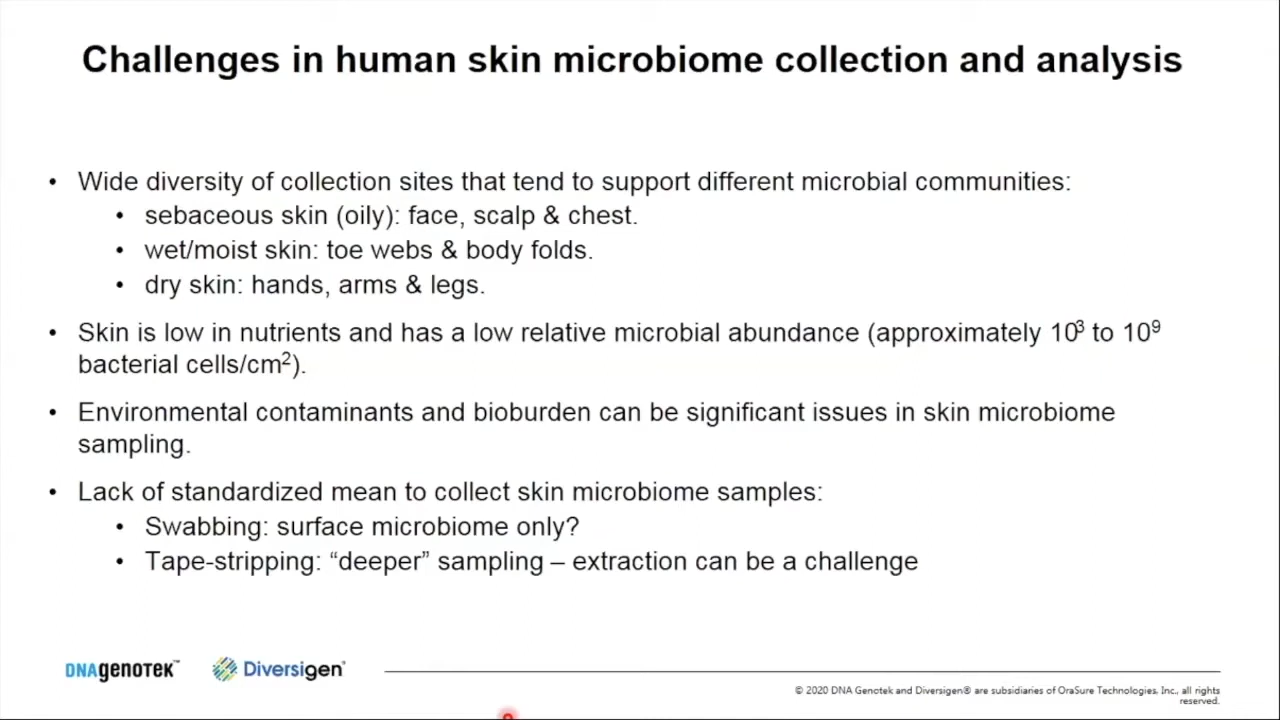 Challenges in human skin microbiome collection and analysis
• Wide diversity of collection sites that tend to support different microbial communities:
• sebaceous skin (oily): face, scalp & chest.
• wet/moist skin: toe webs & body folds.
• dry skin: hands, arms & legs.
• Skin is low in nutrients and has a low relative microbial abundance (approximately 10³ to 10⁹
bacterial cells/cm²).
• Environmental contaminants and bioburden can be significant issues in skin microbiome
sampling.
• Lack of standardized mean to collect skin microbiome samples:
• Swabbing: surface microbiome only?
• Tape-stripping: “deeper” sampling – extraction can be a challenge
DNAgenotek™ Diversigen®
© 2020 DNA Genotek and Diversigen® are subsidiaries of OraSure Technologies, Inc., all rights
reserved.